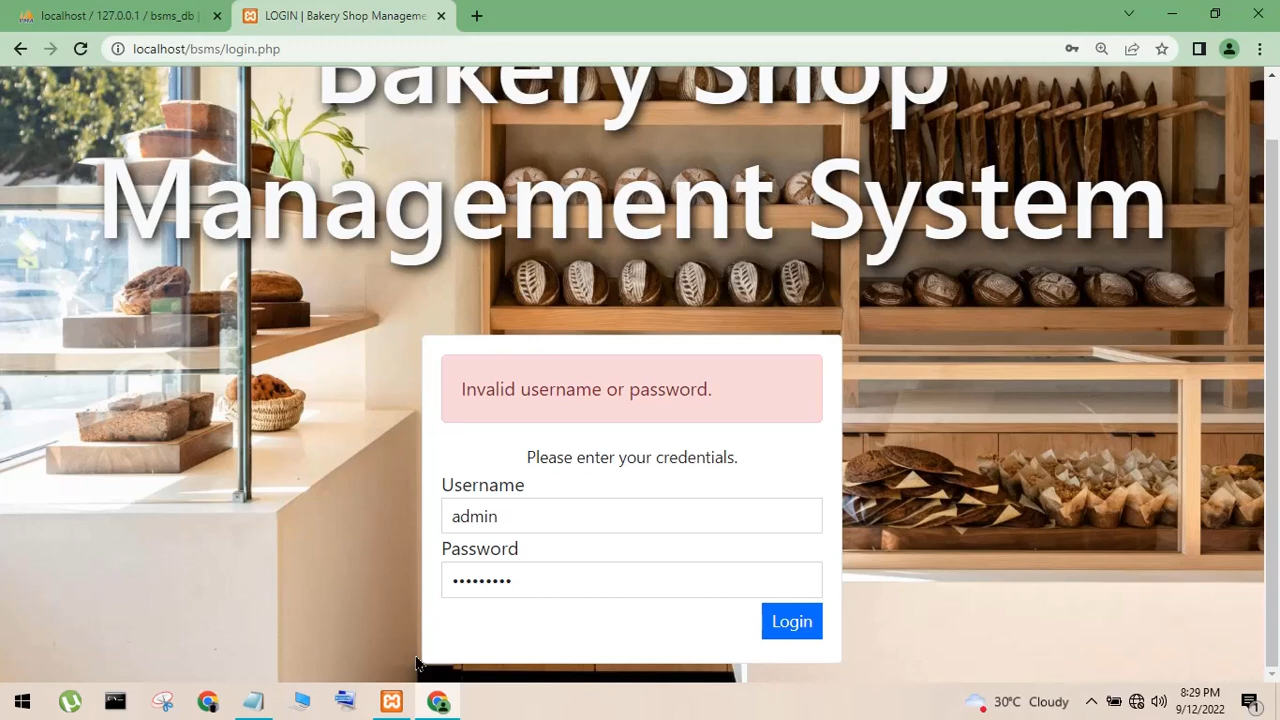 localhost / 127.0.0.1 / bsms_db |
LOGIN | Bakery Shop Manageme
localhost/bsms/login.php
Bakery Shop
Management System
Invalid username or password.
Please enter your credentials.
Username
admin
Password
•••••••••
Login
30°C Cloudy
8:29 PM
9/12/2022
1